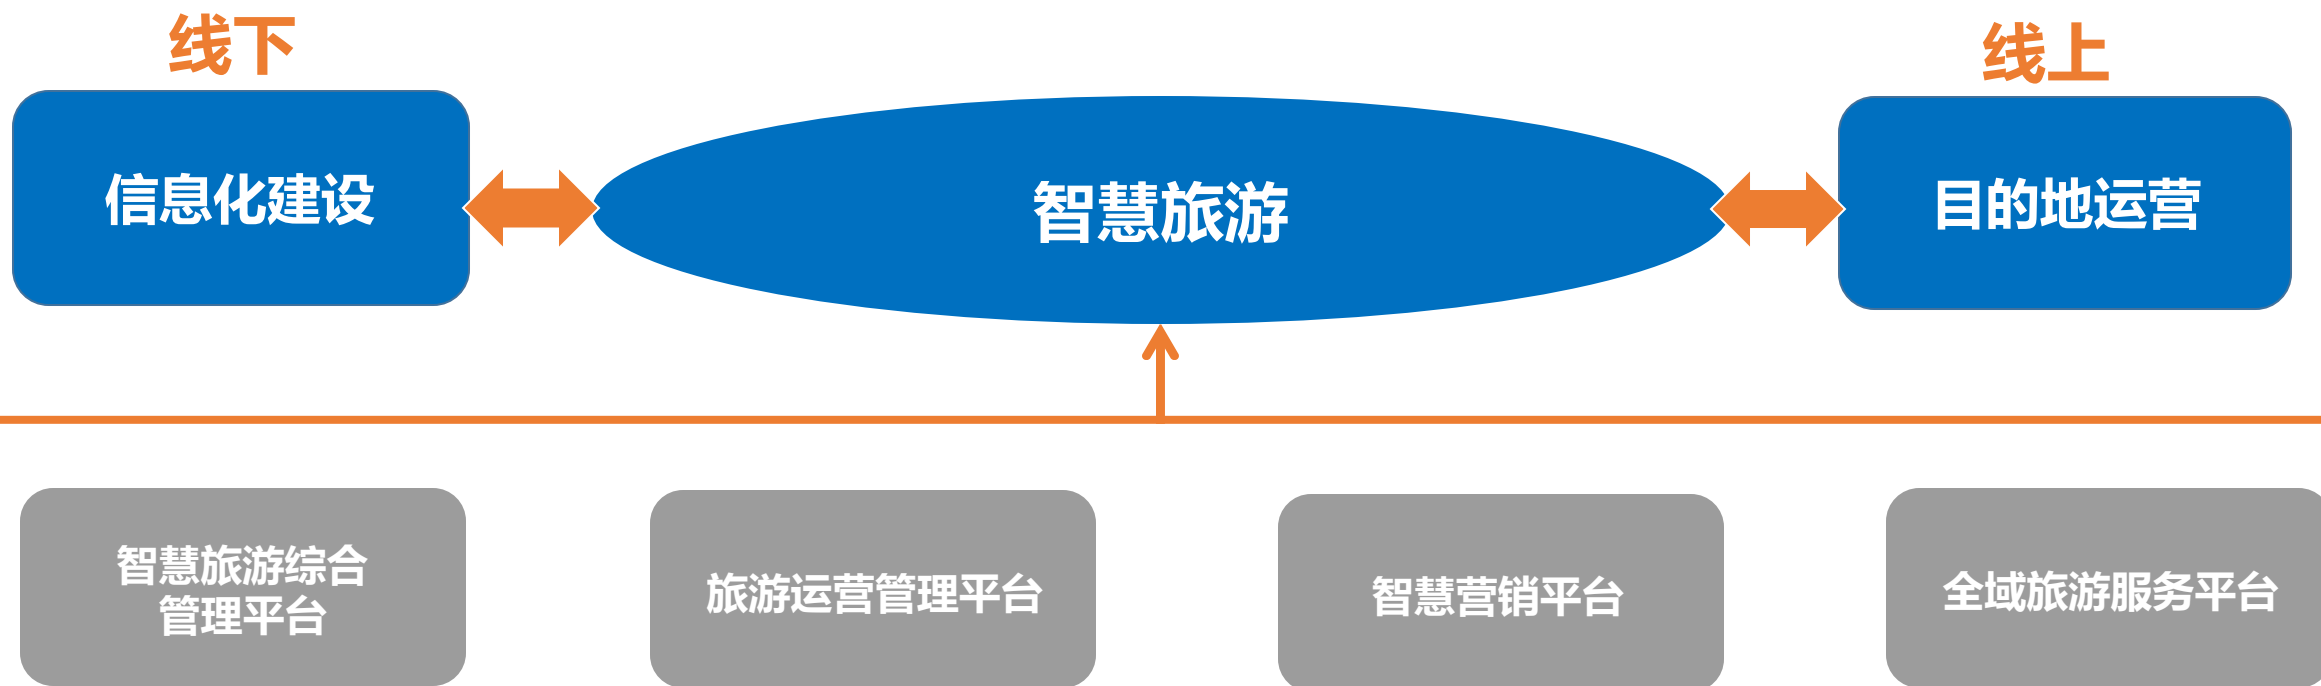 线下
线上
信息化建设
智慧旅游
目的地运营
智慧旅游综合
管理平台
旅游运营管理平台
智慧营销平台
全域旅游服务平台